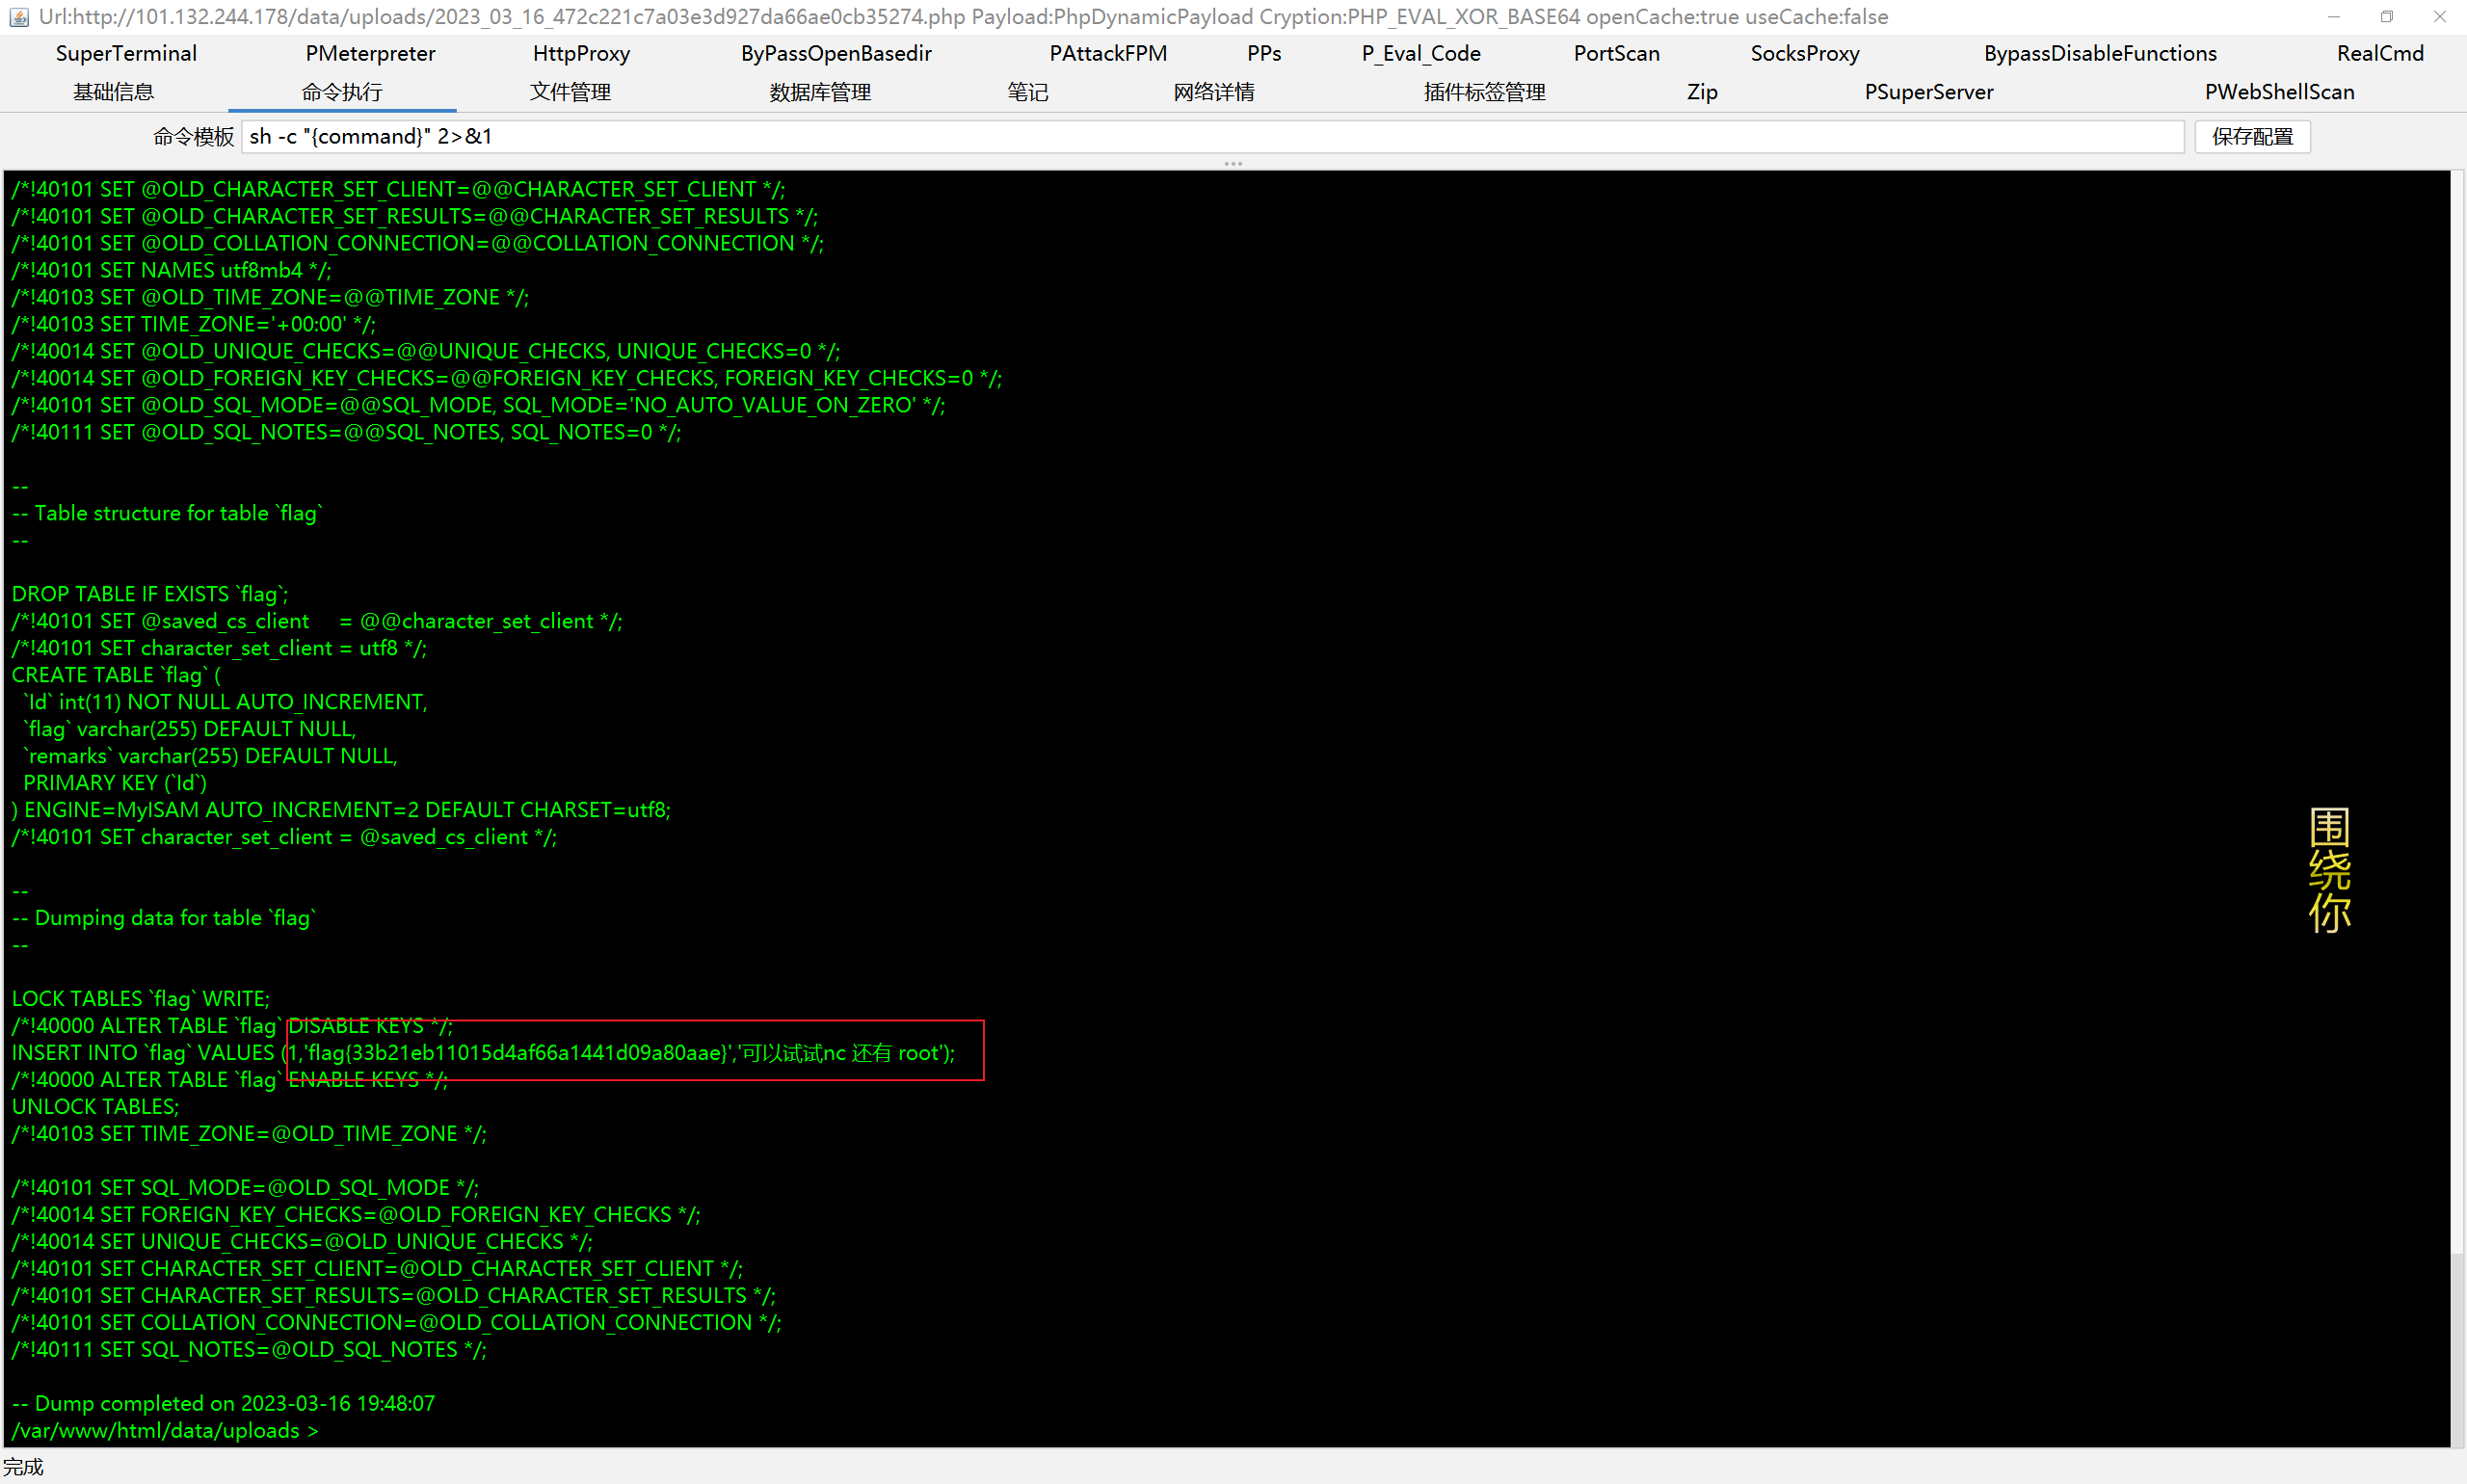 Url:http://101.132.244.178/data/uploads/2023_03_16_472c221c7a03e3d927da66ae0cb35274.php Payload:PhpDynamicPayload Cryption:PHP_EVAL_XOR_BASE64 openCache:true useCache:false
SuperTerminal PMeterpreter HttpProxy ByPassOpenBasedir PAttackFPM PPs P_Eval_Code PortScan SocksProxy BypassDisableFunctions RealCmd
基础信息 命令执行 文件管理 数据库管理 笔记 网络详情 插件标签管理 Zip PSuperServer PWebShellScan
命令模板 sh -c "{command}" 2>&1 保存配置
/*!40101 SET @OLD_CHARACTER_SET_CLIENT=@@CHARACTER_SET_CLIENT */;
/*!40101 SET @OLD_CHARACTER_SET_RESULTS=@@CHARACTER_SET_RESULTS */;
/*!40101 SET @OLD_COLLATION_CONNECTION=@@COLLATION_CONNECTION */;
/*!40101 SET NAMES utf8mb4 */;
/*!40103 SET @OLD_TIME_ZONE=@@TIME_ZONE */;
/*!40103 SET TIME_ZONE='+00:00' */;
/*!40014 SET @OLD_UNIQUE_CHECKS=@@UNIQUE_CHECKS, UNIQUE_CHECKS=0 */;
/*!40014 SET @OLD_FOREIGN_KEY_CHECKS=@@FOREIGN_KEY_CHECKS, FOREIGN_KEY_CHECKS=0 */;
/*!40101 SET @OLD_SQL_MODE=@@SQL_MODE, SQL_MODE='NO_AUTO_VALUE_ON_ZERO' */;
/*!40111 SET @OLD_SQL_NOTES=@@SQL_NOTES, SQL_NOTES=0 */;
--
-- Table structure for table `flag`
--
DROP TABLE IF EXISTS `flag`;
/*!40101 SET @saved_cs_client     = @@character_set_client */;
/*!40101 SET character_set_client = utf8 */;
CREATE TABLE `flag` (
`Id` int(11) NOT NULL AUTO_INCREMENT,
`flag` varchar(255) DEFAULT NULL,
`remarks` varchar(255) DEFAULT NULL,
PRIMARY KEY (`Id`)
) ENGINE=MyISAM AUTO_INCREMENT=2 DEFAULT CHARSET=utf8;
/*!40101 SET character_set_client = @saved_cs_client */;
--
-- Dumping data for table `flag`
--
LOCK TABLES `flag` WRITE;
/*!40000 ALTER TABLE `flag` DISABLE KEYS */;
INSERT INTO `flag` VALUES (1,'flag{33b21eb11015d4af66a1441d09a80aae}','可以试试nc 还有 root');
/*!40000 ALTER TABLE `flag` ENABLE KEYS */;
UNLOCK TABLES;
/*!40103 SET TIME_ZONE=@OLD_TIME_ZONE */;
/*!40101 SET SQL_MODE=@OLD_SQL_MODE */;
/*!40014 SET FOREIGN_KEY_CHECKS=@OLD_FOREIGN_KEY_CHECKS */;
/*!40014 SET UNIQUE_CHECKS=@OLD_UNIQUE_CHECKS */;
/*!40101 SET CHARACTER_SET_CLIENT=@OLD_CHARACTER_SET_CLIENT */;
/*!40101 SET CHARACTER_SET_RESULTS=@OLD_CHARACTER_SET_RESULTS */;
/*!40101 SET COLLATION_CONNECTION=@OLD_COLLATION_CONNECTION */;
/*!40111 SET SQL_NOTES=@OLD_SQL_NOTES */;
-- Dump completed on 2023-03-16 19:48:07
/var/www/html/data/uploads >
围绕你
完成